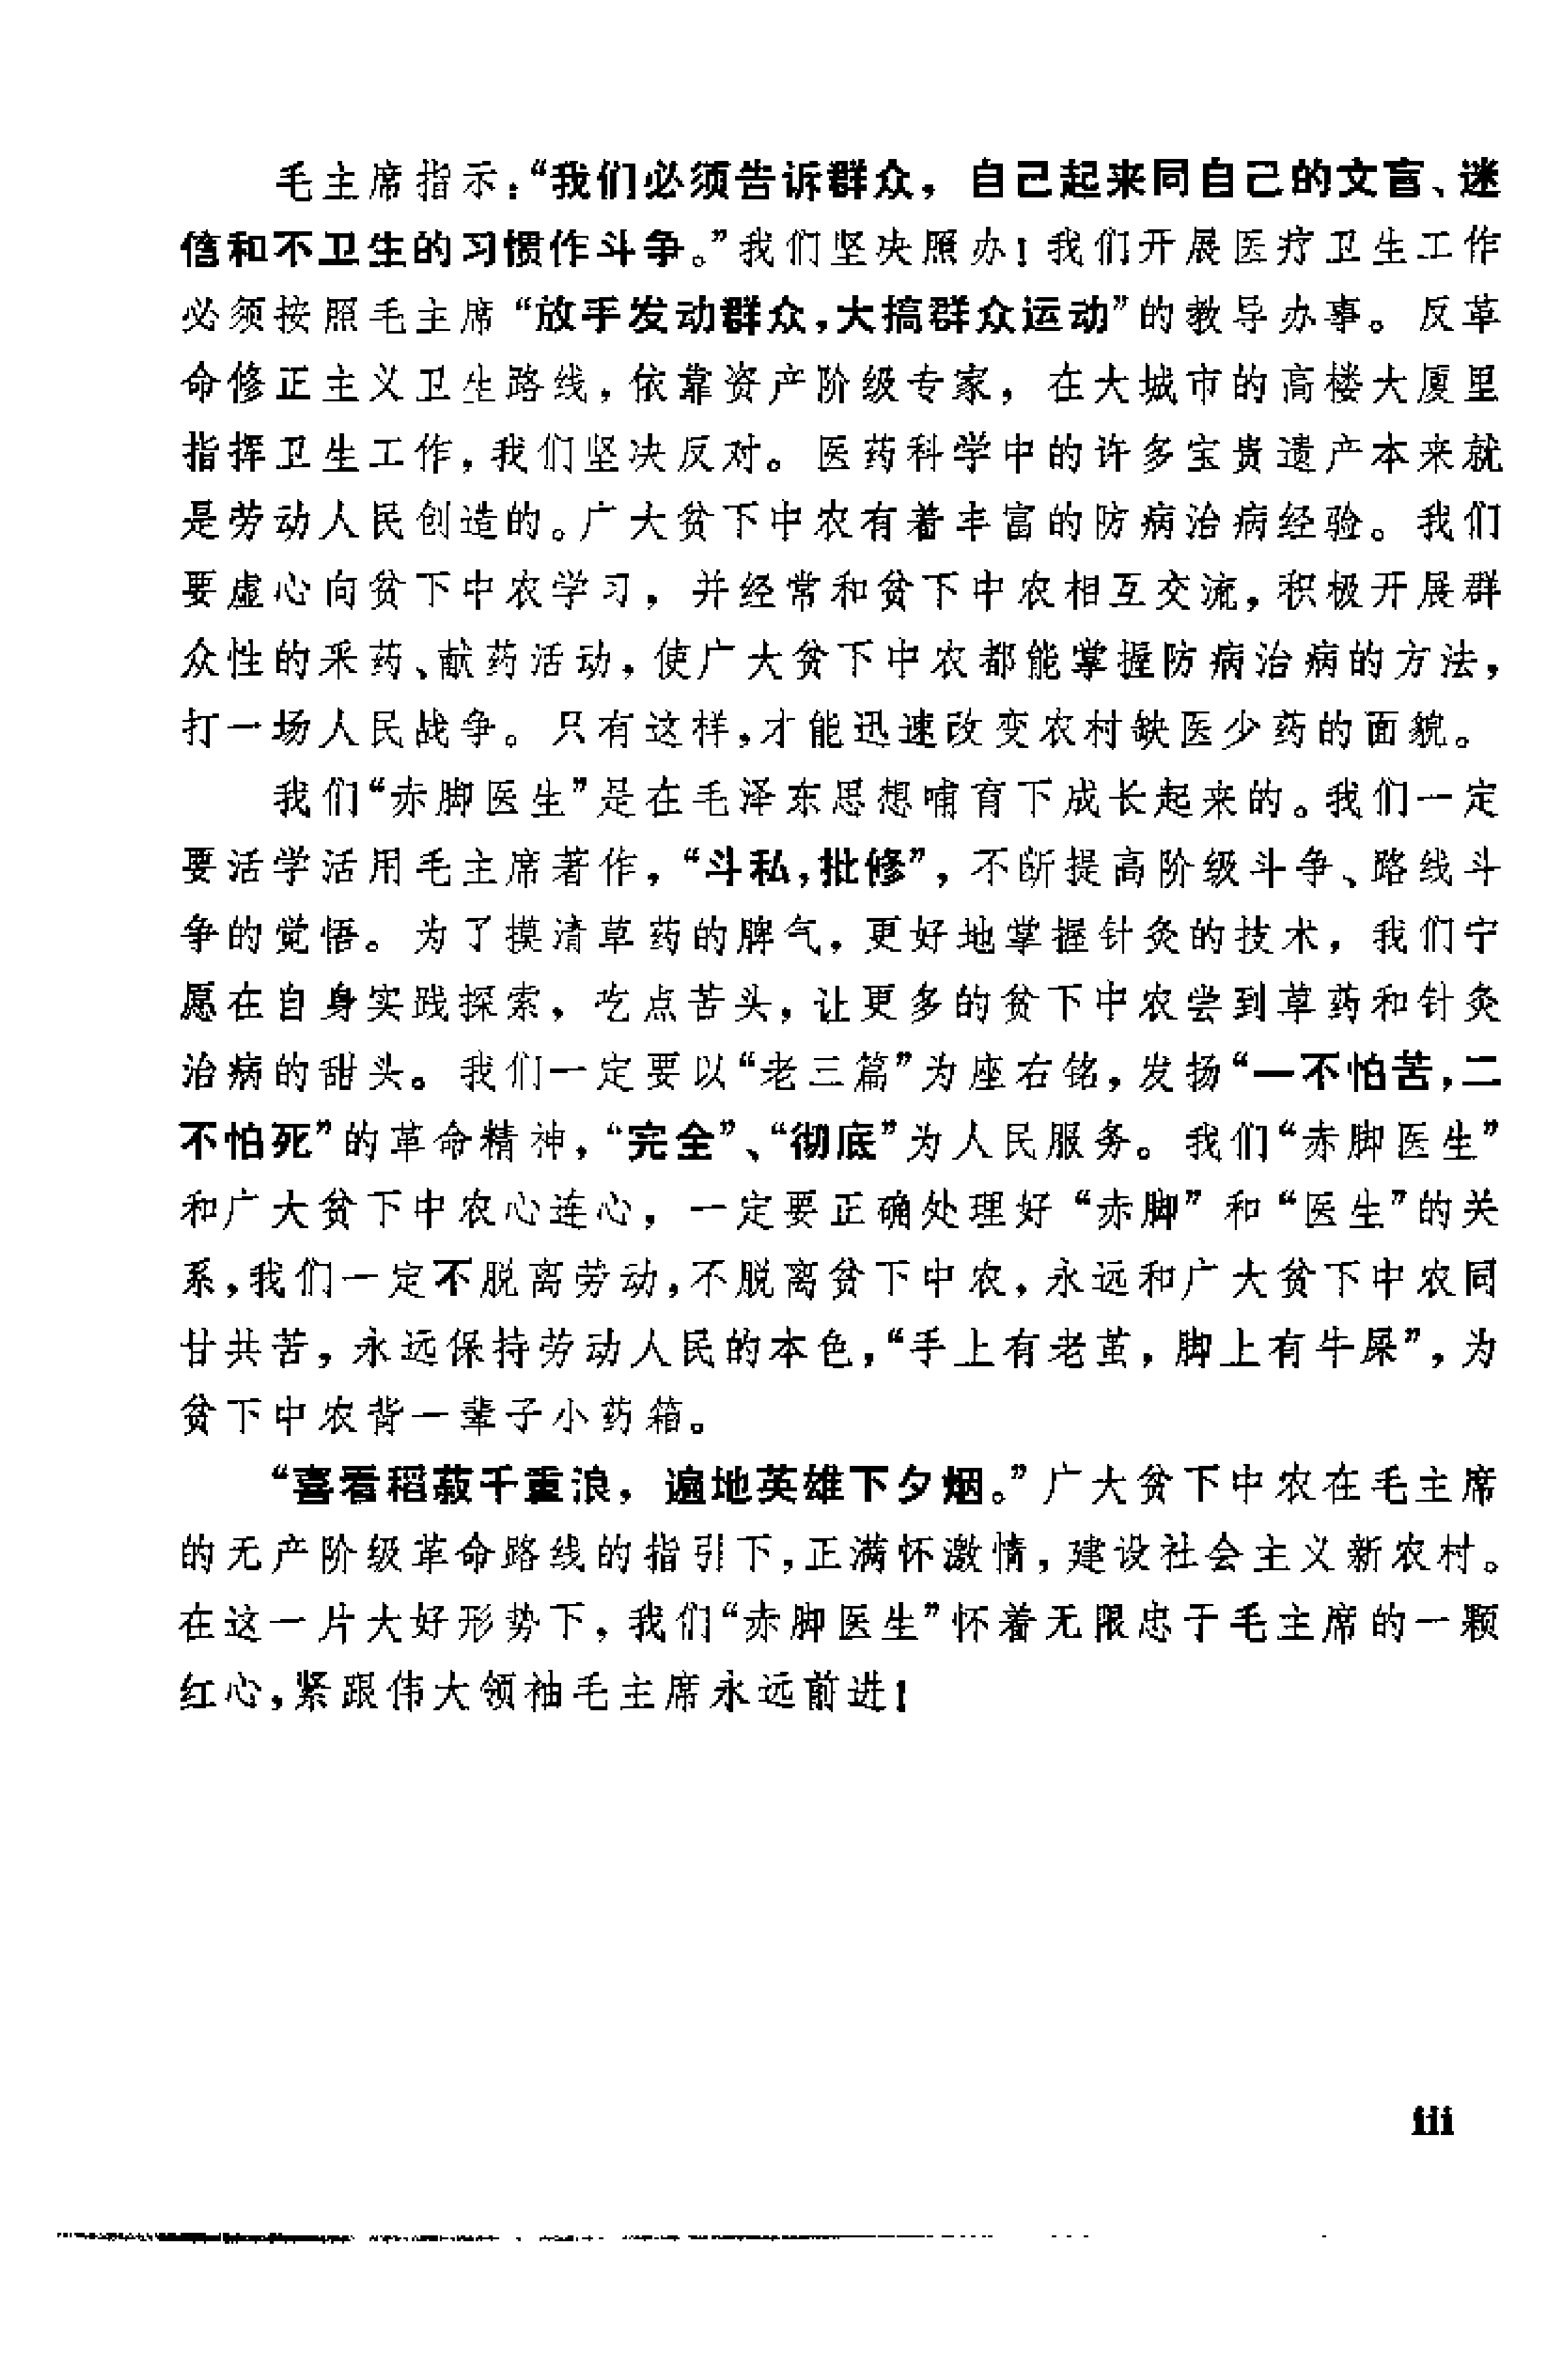 毛主席指示：“我们必须告诉群众，自己起来同自己的文盲、迷
信和不卫生的习惯作斗争。”我们坚决照办！我们开展医疗卫生工作
必须按照毛主席“放手发动群众，大搞群众运动”的教导办事。反革
命修正主义卫生路线，依靠资产阶级专家，在大城市的高楼大厦里
指挥卫生工作，我们坚决反对。医药科学中的许多宝贵遗产本来就
是劳动人民创造的。广大贫下中农有着丰富的防病治病经验。我们
要虚心向贫下中农学习，并经常和贫下中农相互交流，积极开展群
众性的采药、献药活动，使广大贫下中农都能掌握防病治病的方法，
打一场人民战争。只有这样，才能迅速改变农村缺医少药的面貌。
我们“赤脚医生”是在毛泽东思想哺育下成长起来的。我们一定
要活学活用毛主席著作，“斗私，批修”，不断提高阶级斗争、路线斗
争的觉悟。为了摸清草药的脾气，更好地掌握针灸的技术，我们宁
愿在自身实践探索，吃点苦头，让更多的贫下中农尝到草药和针灸
治病的甜头。我们一定要以“老三篇”为座右铭，发扬“一不怕苦，二
不怕死”的革命精神，“完全”、“彻底”为人民服务。我们“赤脚医生”
和广大贫下中农心连心，一定要正确处理好“赤脚”和“医生”的关
系，我们一定不脱离劳动，不脱离贫下中农，永远和广大贫下中农同
甘共苦，永远保持劳动人民的本色，“手上有老茧，脚上有牛屎”，为
贫下中农背一辈子小药箱。
“喜看稻菽千重浪，遍地英雄下夕烟。”广大贫下中农在毛主席
的无产阶级革命路线的指引下，正满怀激情，建设社会主义新农村。
在这一片大好形势下，我们“赤脚医生”怀着无限忠于毛主席的一颗
红心，紧跟伟大领袖毛主席永远前进！
iii